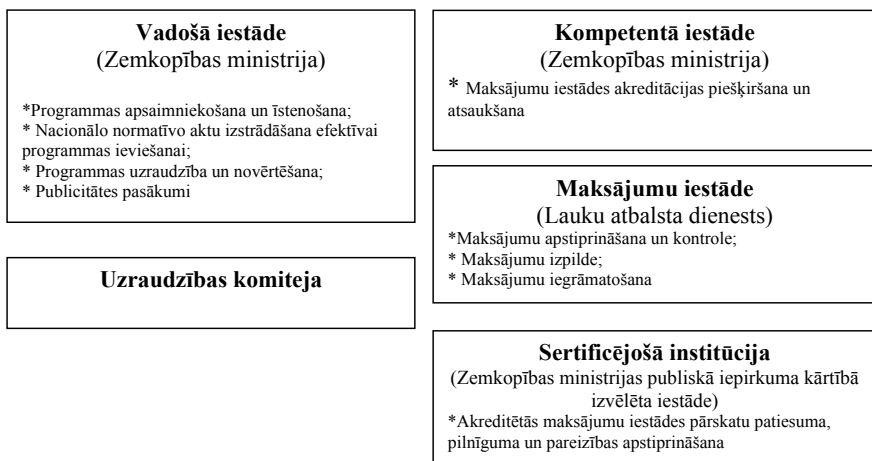 Vadošā iestāde
(Zemkopības ministrija)
*Programmas apsaimniekošana un īstenošana;
* Nacionālo normatīvo aktu izstrādāšana efektīvai
programmas ieviešanai;
* Programmas uzraudzība un novērtēšana;
* Publicitātes pasākumi
Uzraudzības komiteja
Kompetentā iestāde
(Zemkopības ministrija)
* Maksājumu iestādes akreditācijas piešķiršana un
atsaukšana
Maksājumu iestāde
(Lauku atbalsta dienests)
*Maksājumu apstiprināšana un kontrole;
* Maksājumu izpilde;
* Maksājumu iegrāmatošana
Sertificējošā institūcija
(Zemkopības ministrijas publiskā iepirkuma kārtībā
izvēlēta iestāde)
*Akreditētās maksājumu iestādes pārskatu patiesuma,
pilnīguma un pareizības apstiprināšana